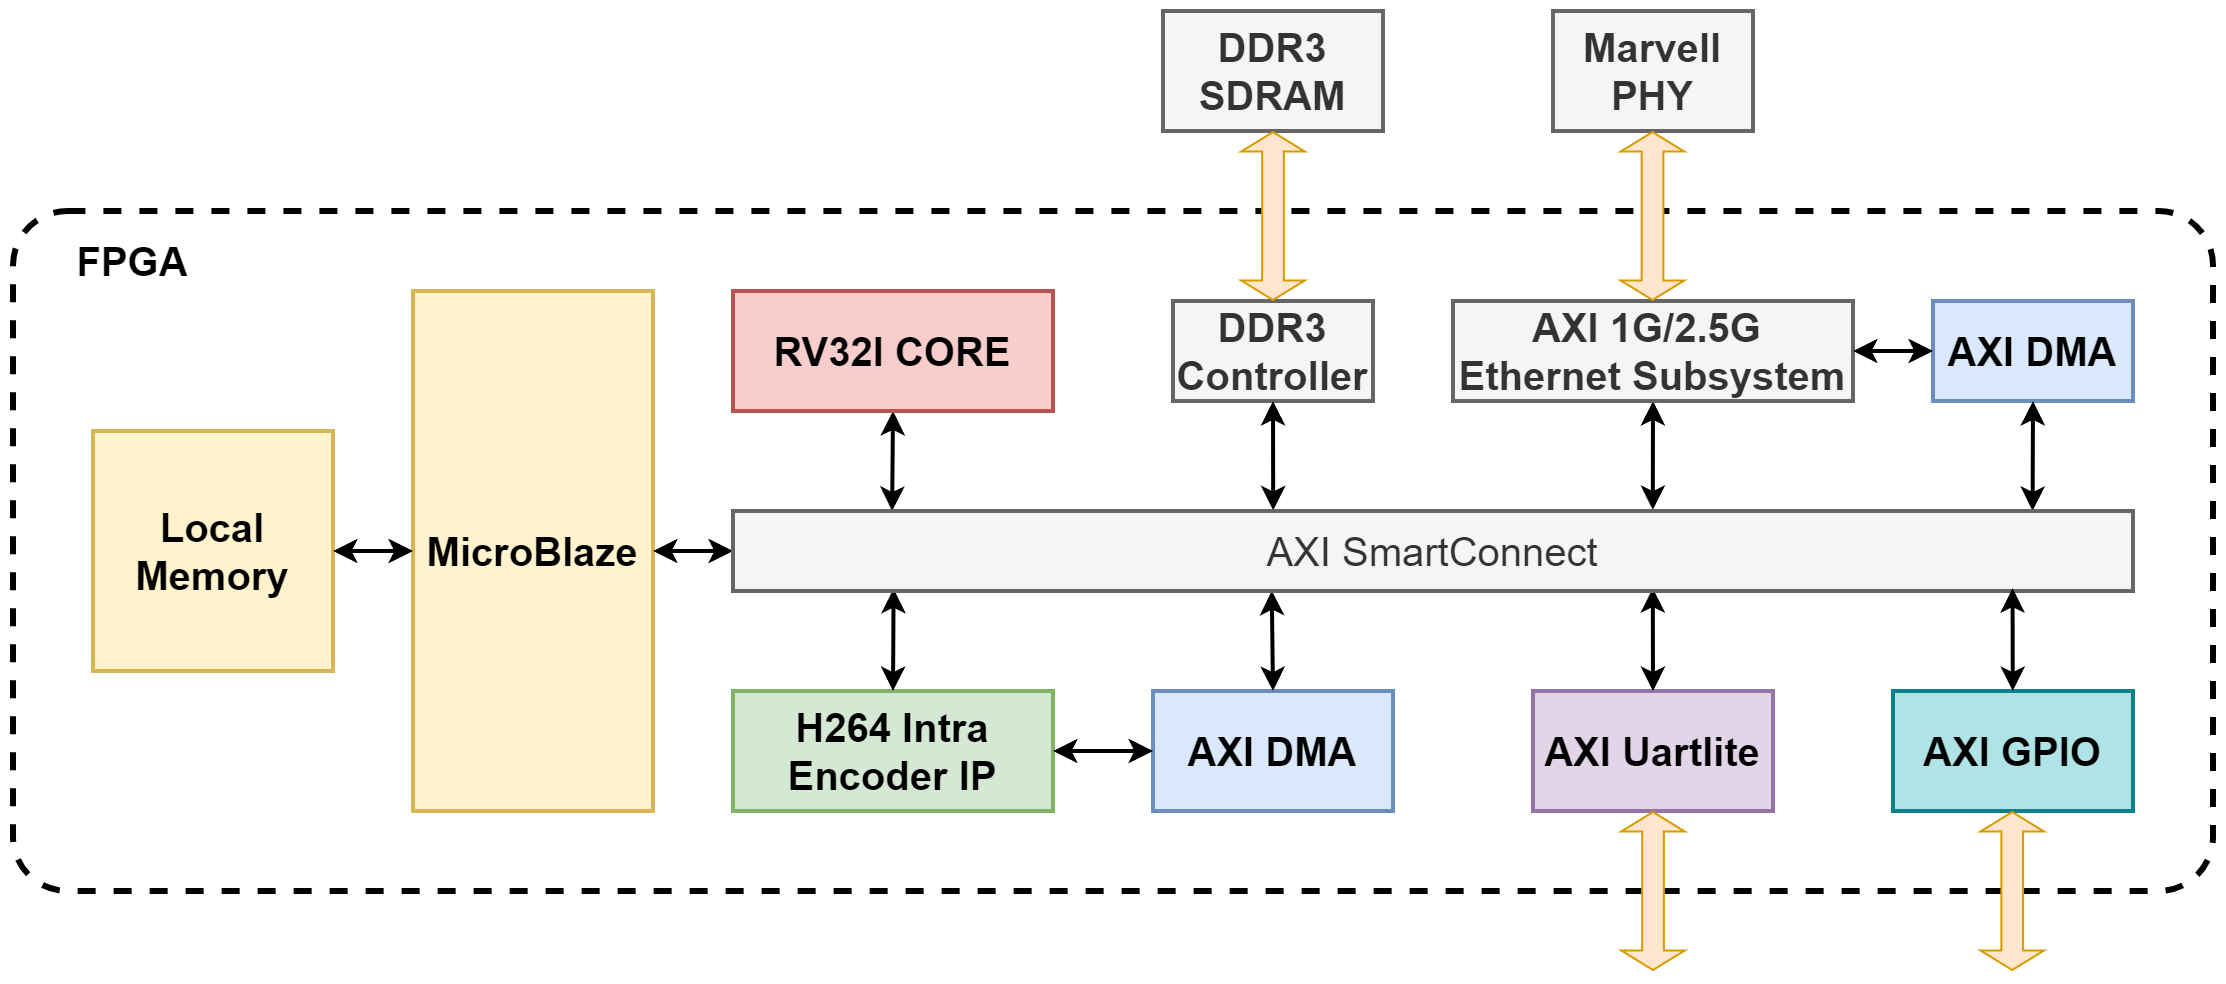 DDR3
SDRAM
Marvell
PHY
FPGA
RV32I CORE
DDR3
Controller
AXI 1G/2.5G
Ethernet Subsystem
AXI DMA
Local
Memory
MicroBlaze
AXI SmartConnect
H264 Intra
Encoder IP
AXI DMA
AXI Uartlite
AXI GPIO